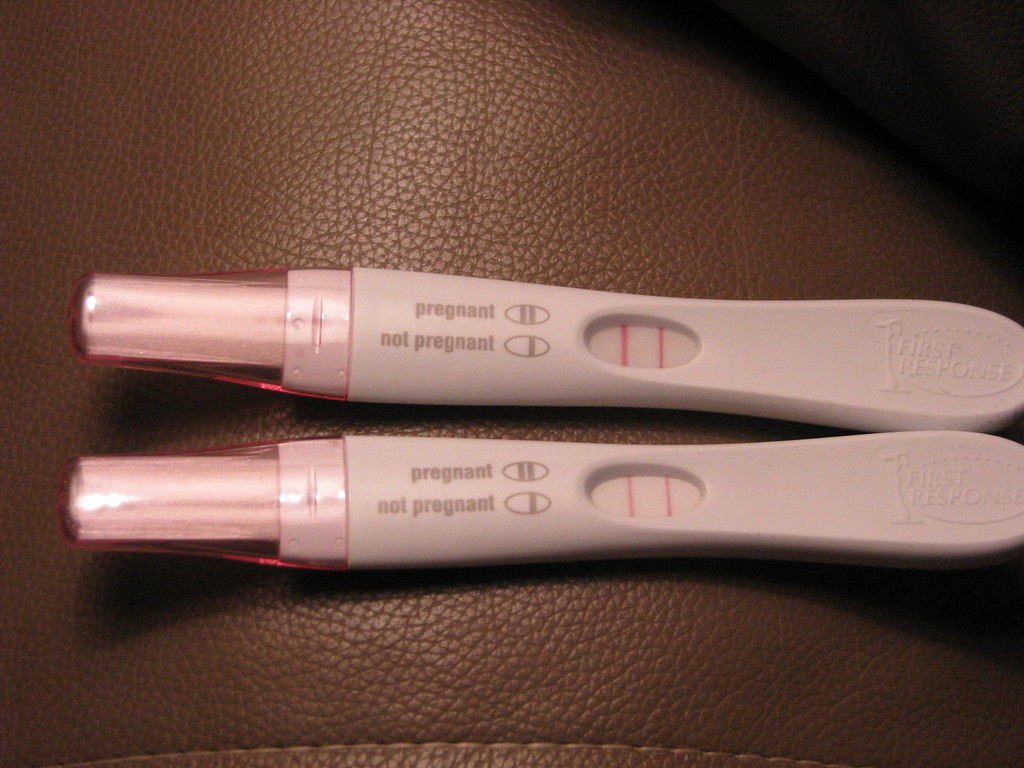 pregnant
not pregnant
FIRST
RESPONSE
pregnant
not pregnant
FIRST
RESPONSE